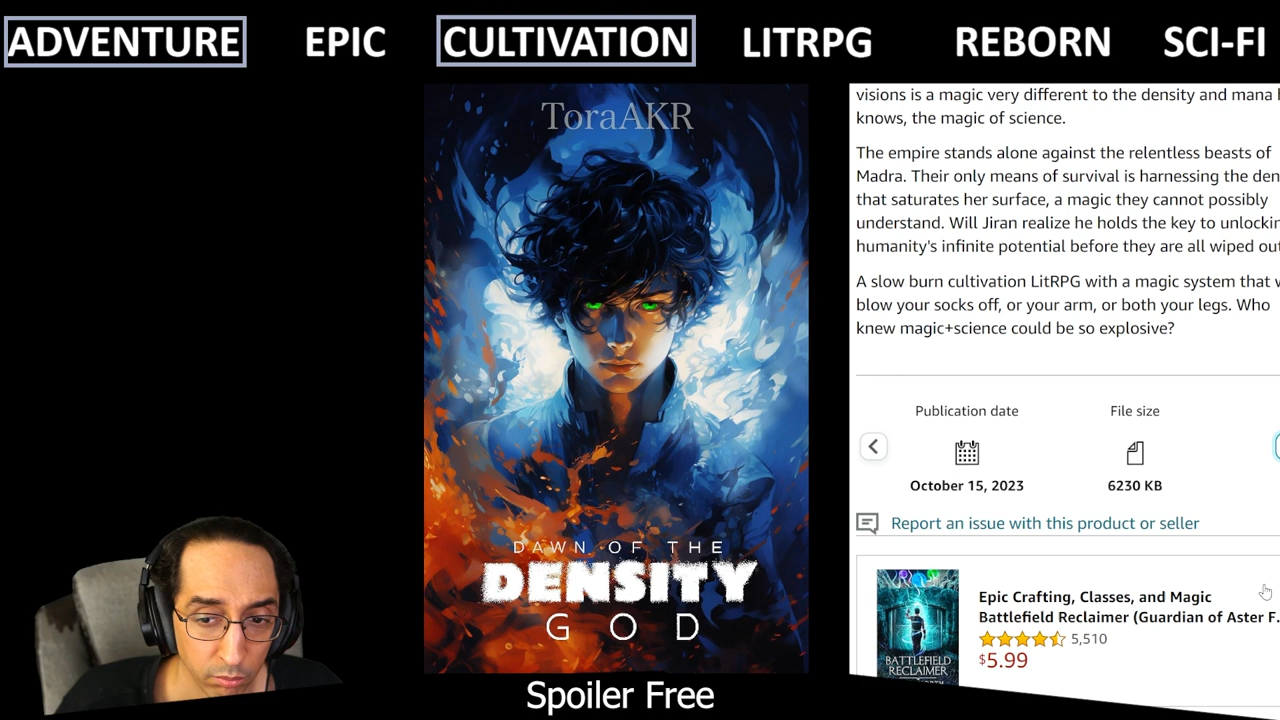 ADVENTURE EPIC CULTIVATION LITRPG REBORN SCI-FI
ToraAKR
DAWN OF THE
DENSITY
GOD
Spoiler Free
visions is a magic very different to the density and mana
knows, the magic of science.
The empire stands alone against the relentless beasts of
Madra. Their only means of survival is harnessing the
that saturates her surface, a magic they cannot possibly
understand. Will Jiran realize he holds the key to
humanity's infinite potential before they are all wiped
A slow burn cultivation LitRPG with a magic system that
blow your socks off, or your arm, or both your legs. Who
knew magic+science could be so explosive?
Publication date
October 15, 2023
File size
6230 KB
Report an issue with this product or seller
BATTLEFIELD
RECLAIMER
Epic Crafting, Classes, and Magic
Battlefield Reclaimer (Guardian of Aster F...
5,510
$5.99